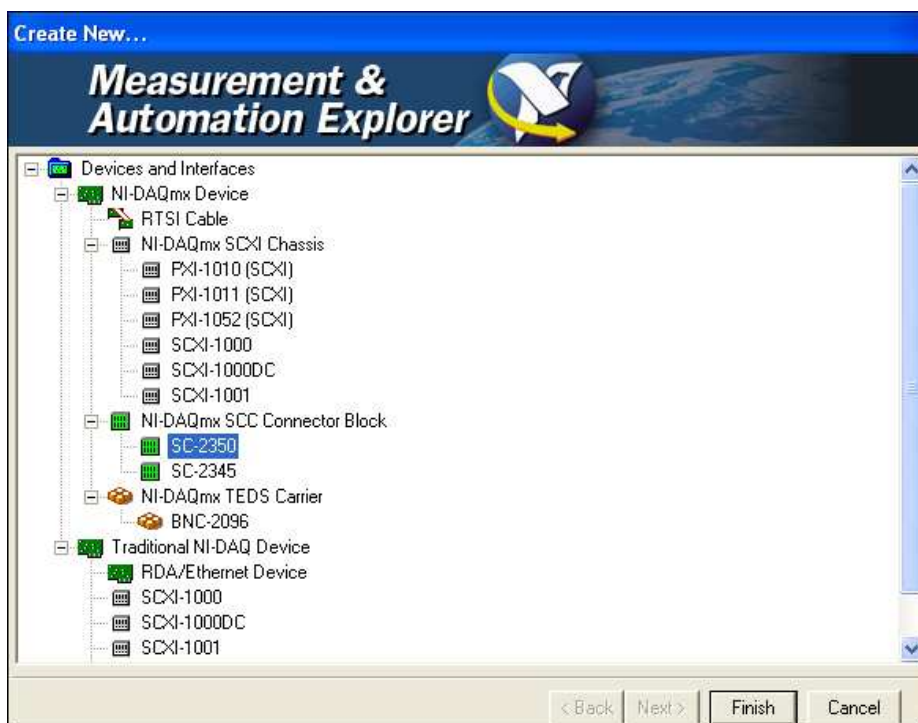 Create New...
Measurement &
Automation Explorer
Devices and Interfaces
NI-DAQmx Device
RTSI Cable
NI-DAQmx SCXI Chassis
PXI-1010 (SCXI)
PXI-1011 (SCXI)
PXI-1052 (SCXI)
SCXI-1000
SCXI-1000DC
SCXI-1001
NI-DAQmx SCC Connector Block
SC-2350
SC-2345
NI-DAQmx TEDS Carrier
BNC-2096
Traditional NI-DAQ Device
RDA/Ethernet Device
SCXI-1000
SCXI-1000DC
SCXI-1001
< Back Next > Finish Cancel